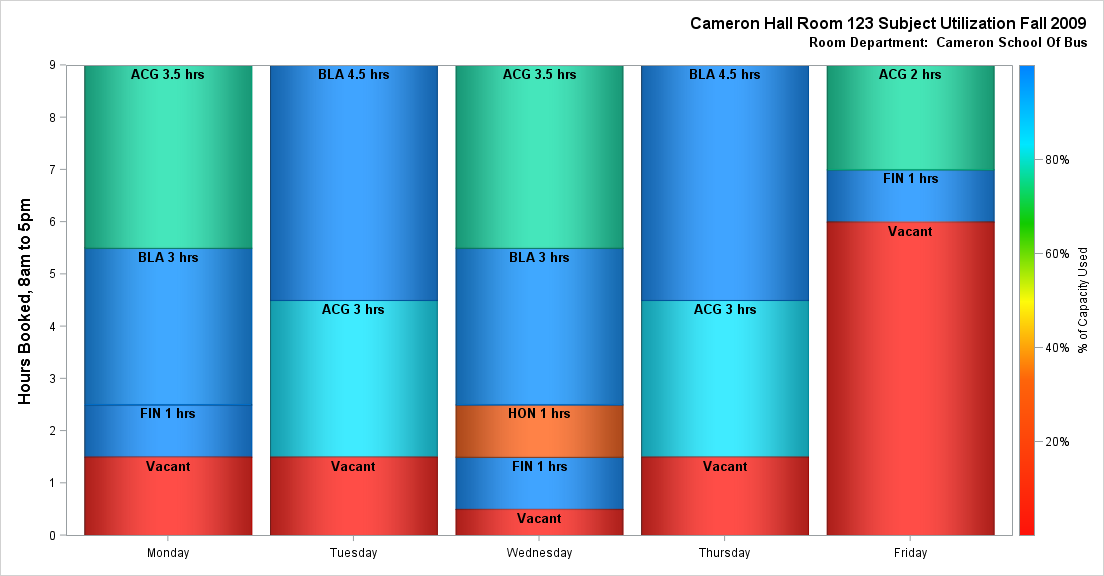 Cameron Hall Room 123 Subject Utilization Fall 2009
Room Department:  Cameron School Of Bus
Hours Booked, 8am to 5pm
9
8
7
6
5
4
3
2
1
0
ACG 3.5 hrs
BLA 3 hrs
FIN 1 hrs
Vacant
BLA 4.5 hrs
ACG 3 hrs
Vacant
ACG 3.5 hrs
BLA 3 hrs
HON 1 hrs
FIN 1 hrs
Vacant
BLA 4.5 hrs
ACG 3 hrs
Vacant
ACG 2 hrs
FIN 1 hrs
Vacant
Monday
Tuesday
Wednesday
Thursday
Friday
80%
60%
40%
20%
% of Capacity Used